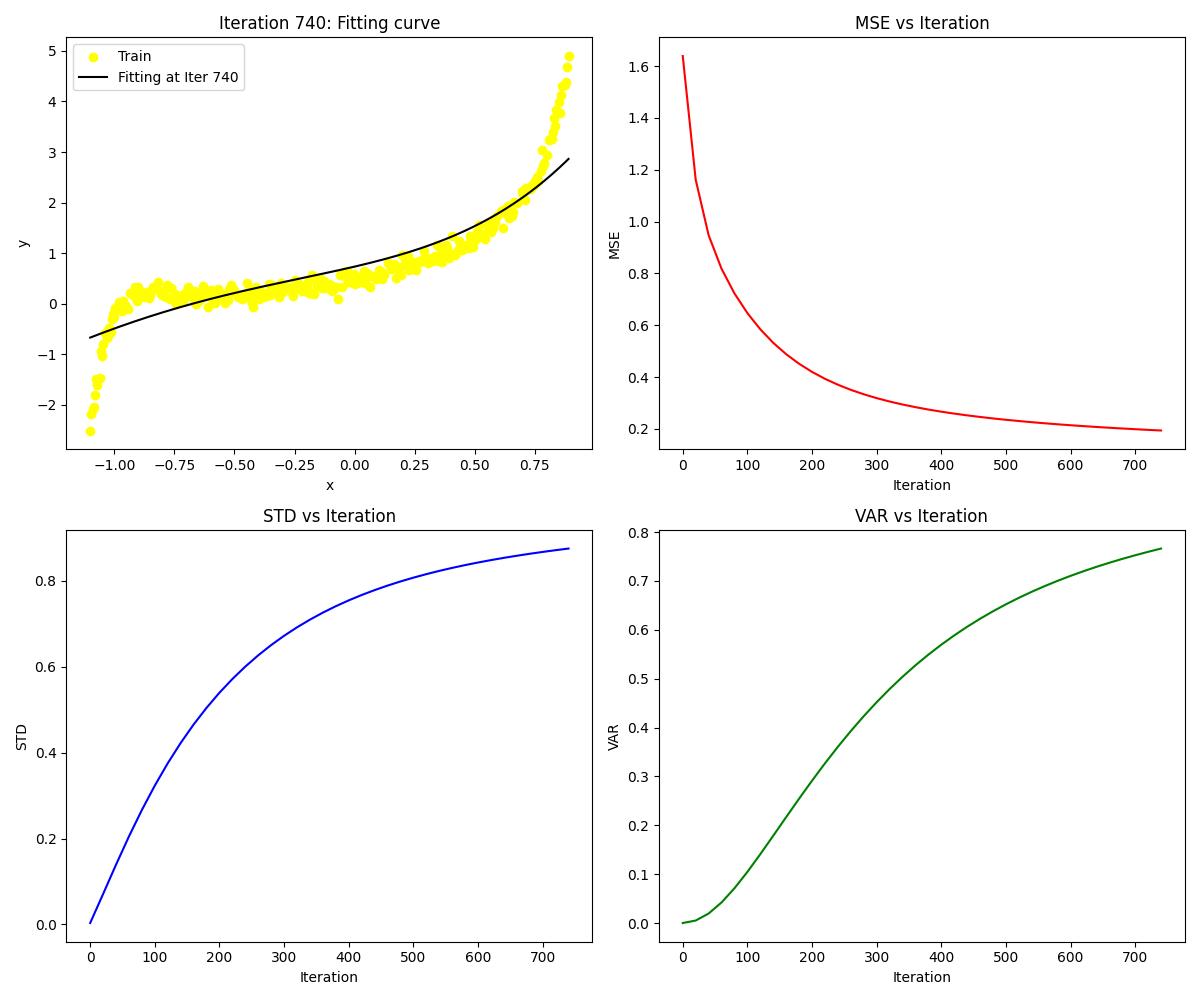 Iteration 740: Fitting curve
Train
Fitting at Iter 740
5
4
3
2
1
0
−1
−2
y
−1.00 −0.75 −0.50 −0.25 0.00 0.25 0.50 0.75
x
MSE vs Iteration
1.6
1.4
1.2
1.0
0.8
0.6
0.4
0.2
MSE
0 100 200 300 400 500 600 700
Iteration
STD vs Iteration
0.8
0.6
0.4
0.2
0.0
STD
0 100 200 300 400 500 600 700
Iteration
VAR vs Iteration
0.8
0.7
0.6
0.5
0.4
0.3
0.2
0.1
0.0
VAR
0 100 200 300 400 500 600 700
Iteration